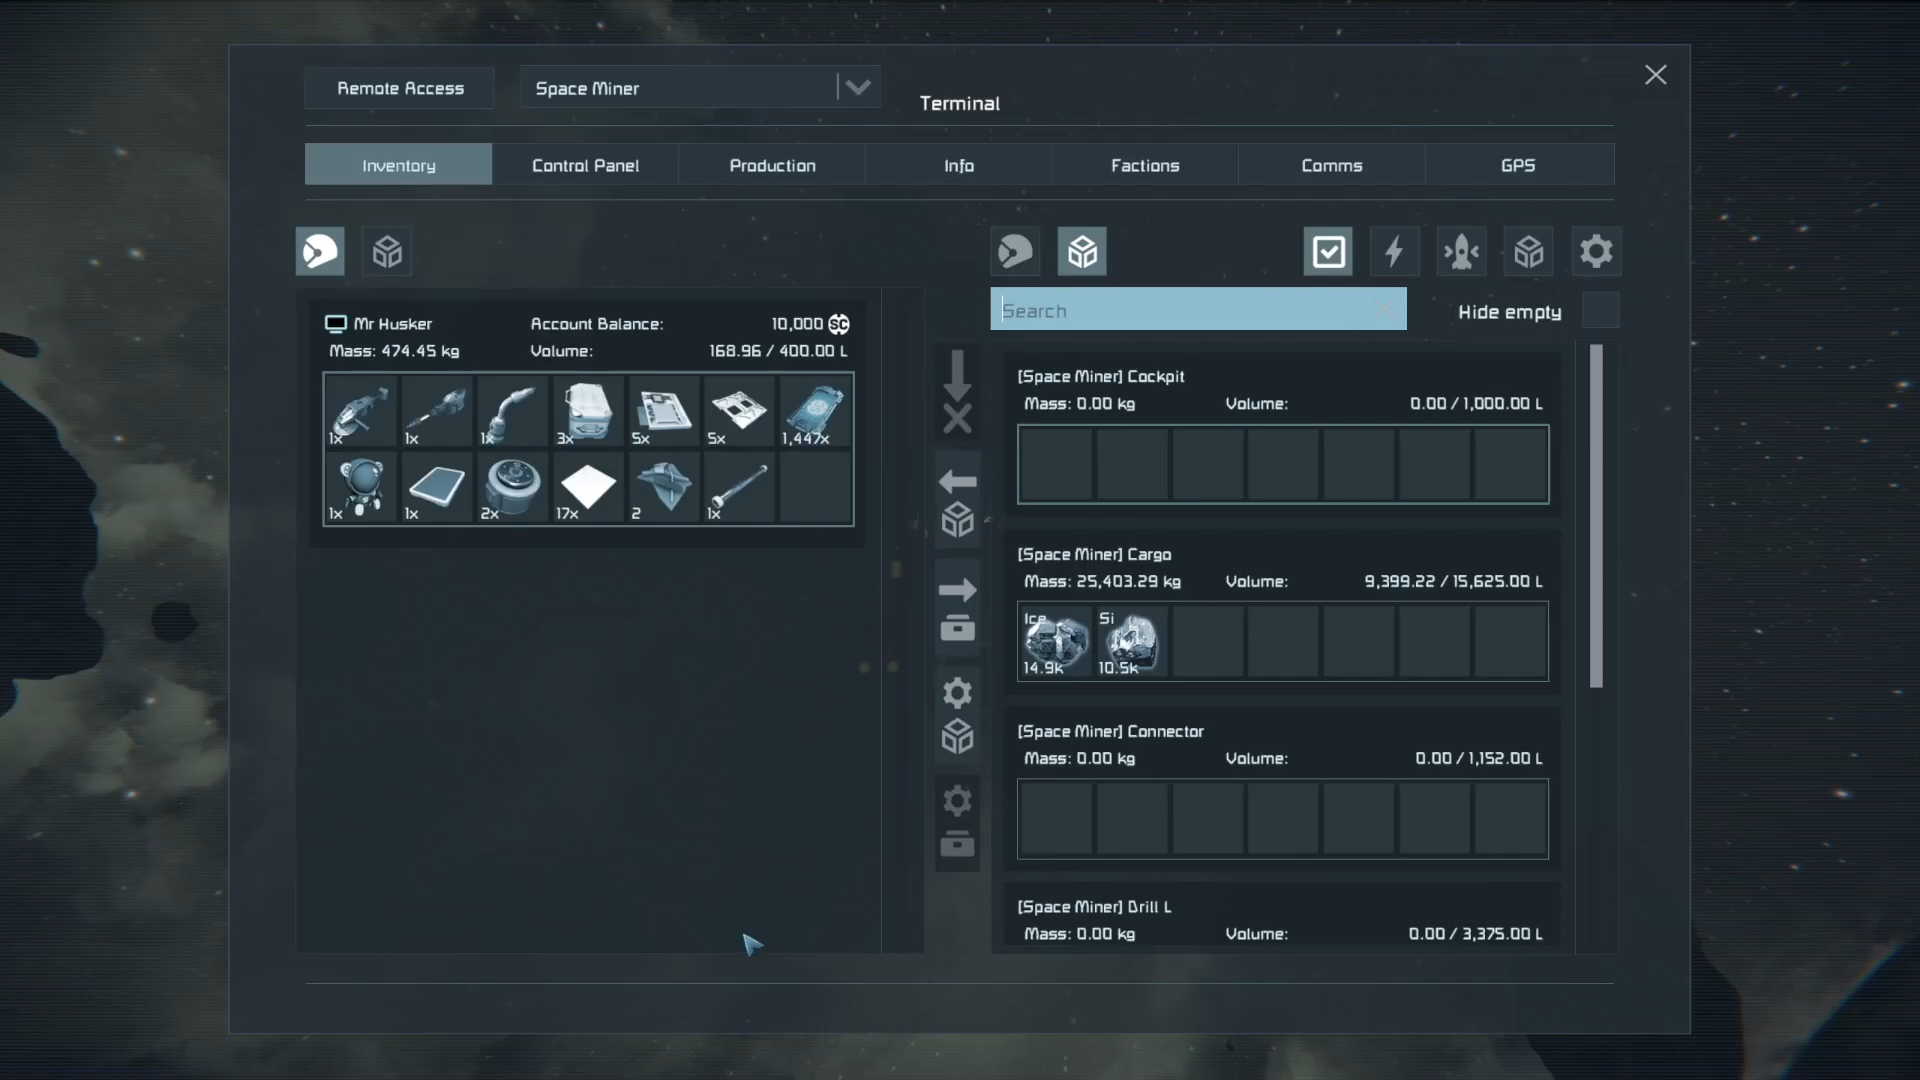 Remote Access
Space Miner
Terminal
Inventory
Control Panel
Production
Info
Factions
Comms
GPS
Search
Hide empty
Mr Husker Account Balance: 10,000 SC
Mass: 474.45 kg Volume: 168.96 / 400.00 L
1x 1x 1x 3x 5x 5x 1,447x
1x 1x 2x 17x 2 1x
[Space Miner] Cockpit
Mass: 0.00 kg Volume: 0.00 / 1,000.00 L
[Space Miner] Cargo
Mass: 25,403.29 kg Volume: 9,399.22 / 15,625.00 L
Ice Si
14.9k 10.5k
[Space Miner] Connector
Mass: 0.00 kg Volume: 0.00 / 1,152.00 L
[Space Miner] Drill L
Mass: 0.00 kg Volume: 0.00 / 3,375.00 L